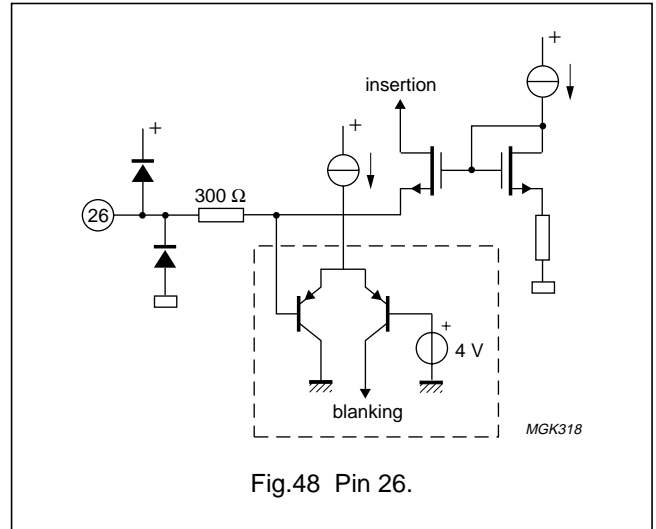 +
insertion
+
+
300 Ω
26
+
4 V
blanking
MGK318
Fig.48 Pin 26.